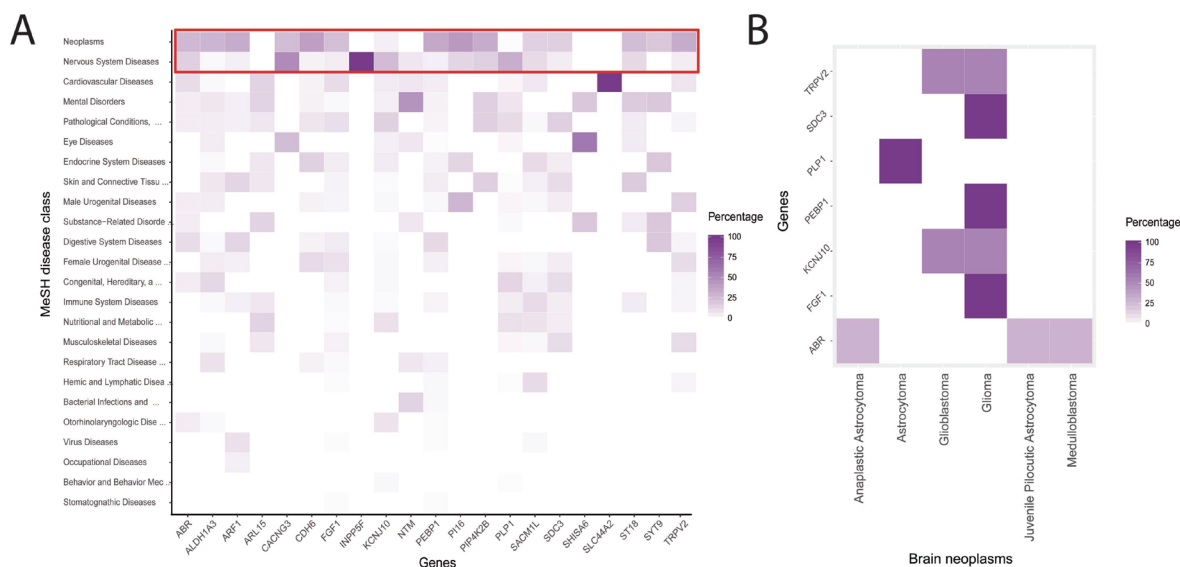 A
Neoplasms
Nervous System Diseases
Cardiovascular Diseases
Mental Disorders
Pathological Conditions, ...
Eye Diseases
Endocrine System Diseases
Skin and Connective Tissu ...
Male Urogenital Diseases
Substance−Related Disorde ...
Digestive System Diseases
Female Urogenital Disease ...
Congenital, Hereditary, a ...
Immune System Diseases
Nutritional and Metabolic ...
Musculoskeletal Diseases
Respiratory Tract Disease ...
Hemic and Lymphatic Disea ...
Bacterial Infections and ...
Otorhinolaryngologic Dise ...
Virus Diseases
Occupational Diseases
Behavior and Behavior Mec ...
Stomatognathic Diseases
MeSH disease class
ABR
ALDH1A3
ARF1
ARL15
CACNG3
CDH6
FGF1
INPP5F
KCNJ10
NTM
PEBP1
PI16
PIP4K2B
PLP1
SACM1L
SDC3
SHISA6
SLC44A2
ST18
SYT9
TRPV2
Genes
Percentage
100
75
50
25
0
B
TRPV2
SDC3
PLP1
PEBP1
KCNJ10
FGF1
ABR
Genes
Anaplastic Astrocytoma
Astrocytoma
Glioblastoma
Glioma
Juvenile Pilocutic Astrocytoma
Medulloblastoma
Brain neoplasms
Percentage
100
75
50
25
0